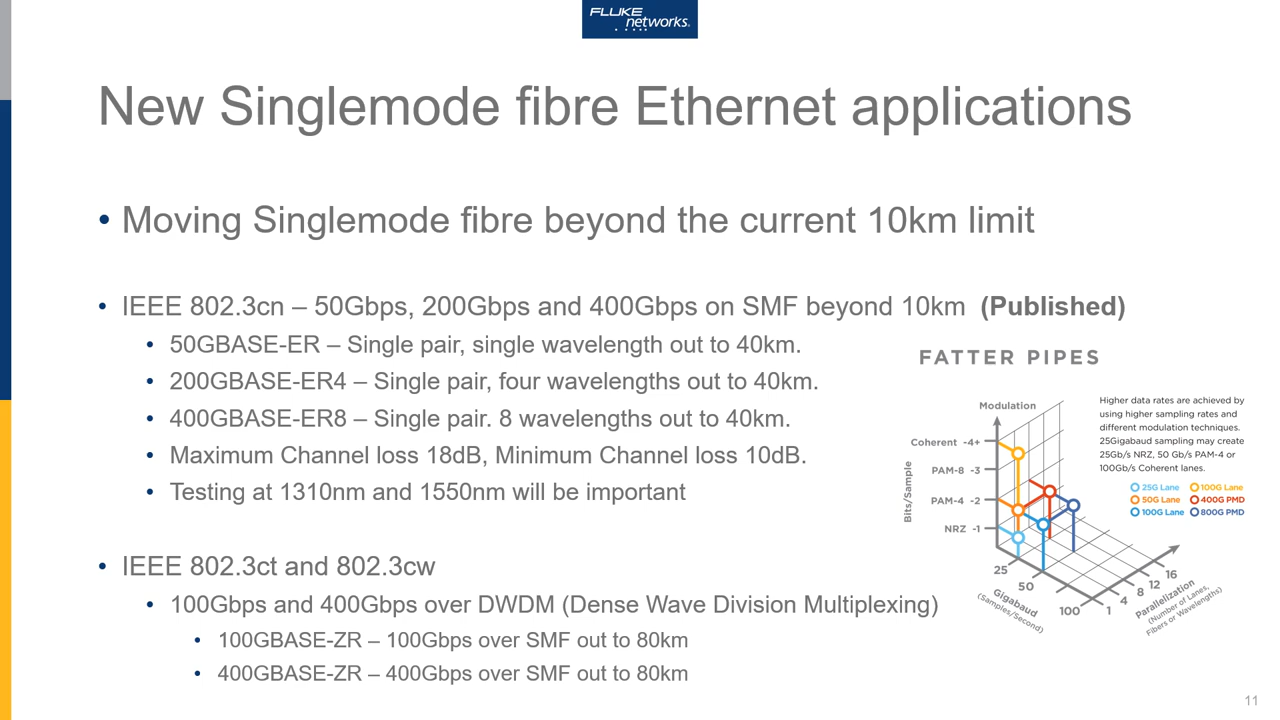 FLUKE
networks®
New Singlemode fibre Ethernet applications
• Moving Singlemode fibre beyond the current 10km limit
• IEEE 802.3cn – 50Gbps, 200Gbps and 400Gbps on SMF beyond 10km (Published)
• 50GBASE-ER – Single pair, single wavelength out to 40km.
• 200GBASE-ER4 – Single pair, four wavelengths out to 40km.
• 400GBASE-ER8 – Single pair. 8 wavelengths out to 40km.
• Maximum Channel loss 18dB, Minimum Channel loss 10dB.
• Testing at 1310nm and 1550nm will be important
• IEEE 802.3ct and 802.3cw
• 100Gbps and 400Gbps over DWDM (Dense Wave Division Multiplexing)
• 100GBASE-ZR – 100Gbps over SMF out to 80km
• 400GBASE-ZR – 400Gbps over SMF out to 80km
FATTER PIPES
Higher data rates are achieved by
using higher sampling rates and
different modulation techniques.
25Gigabaud sampling may create
25Gb/s NRZ, 50 Gb/s PAM-4 or
100Gb/s Coherent lanes.
25G Lane 100G Lane
50G Lane 400G PMD
100G Lane 800G PMD
Modulation
Coherent -4+
PAM-8 -3
PAM-4 -2
NRZ -1
Bits/Sample
25
50
100
Gigabaud
(Samples/Second)
1
4
8
12
16
Parallelization
(Number of Lanes,
Fibers or Wavelengths)
11